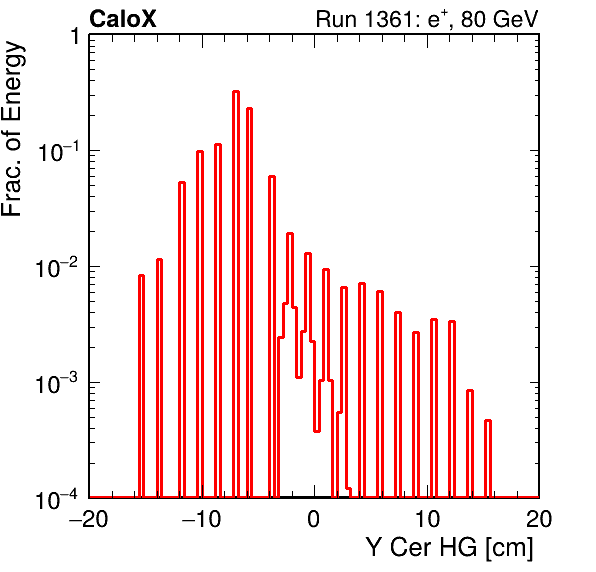 CaloX Run 1361: e⁺, 80 GeV
Frac. of Energy
1
10⁻¹
10⁻²
10⁻³
10⁻⁴
−20 −10 0 10 20
Y Cer HG [cm]